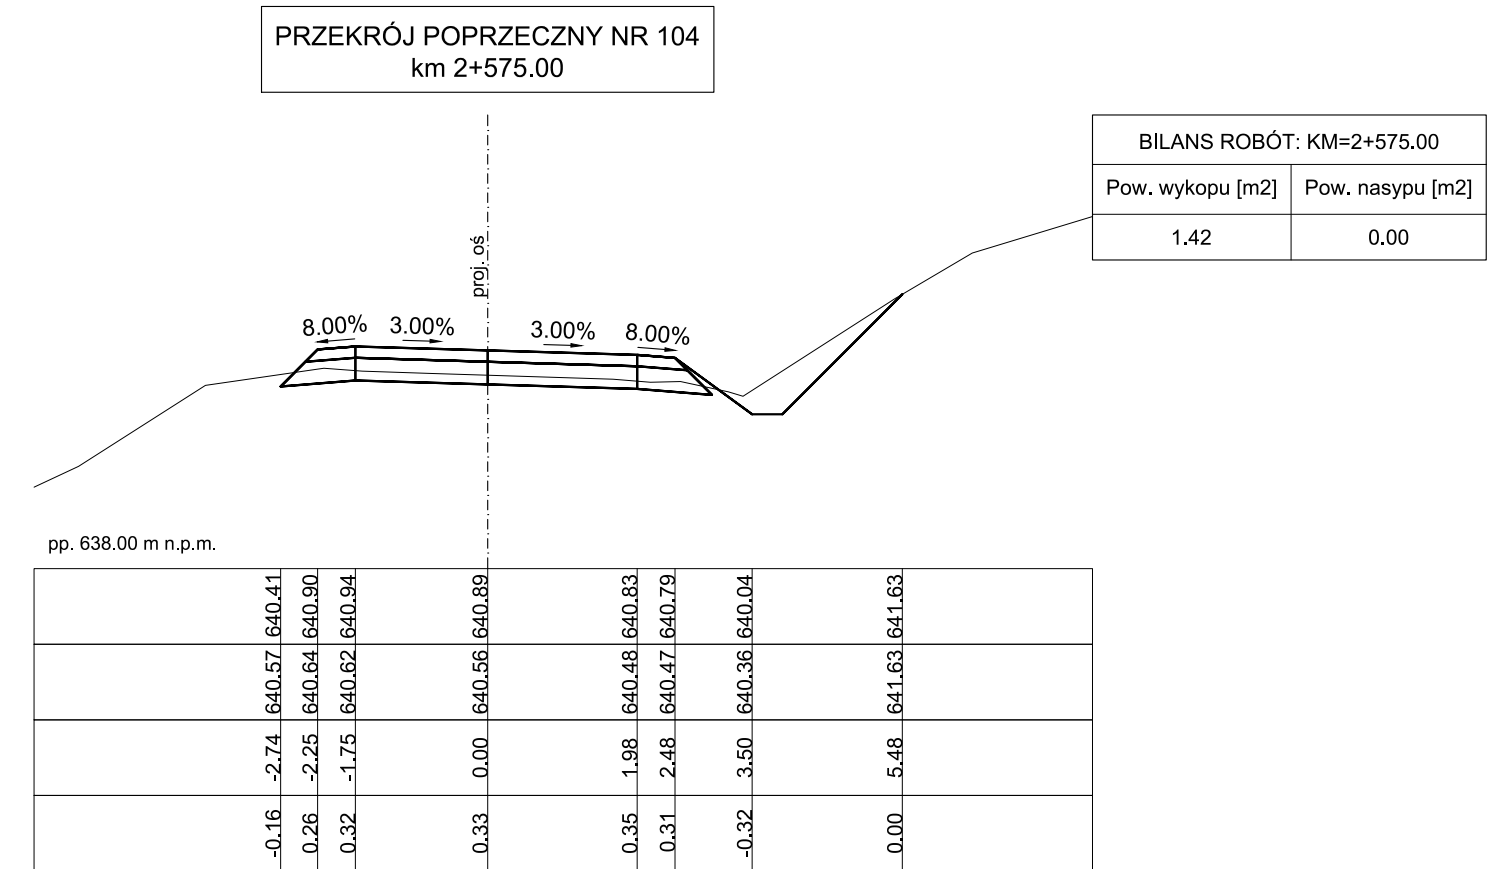 PRZEKRÓJ POPRZECZNY NR 104
km 2+575.00
BILANS ROBÓT: KM=2+575.00
Pow. wykopu [m2] Pow. nasypu [m2]
1.42 0.00
proj. oś
8.00% 3.00% 3.00% 8.00%
pp. 638.00 m n.p.m.
640.41 640.90 640.94 640.89 640.83 640.79 640.04 641.63
640.57 640.64 640.62 640.56 640.48 640.47 640.36 641.63
-2.74 -2.25 -1.75 0.00 1.98 2.48 3.50 5.48
-0.16 0.26 0.32 0.33 0.35 0.31 -0.32 0.00